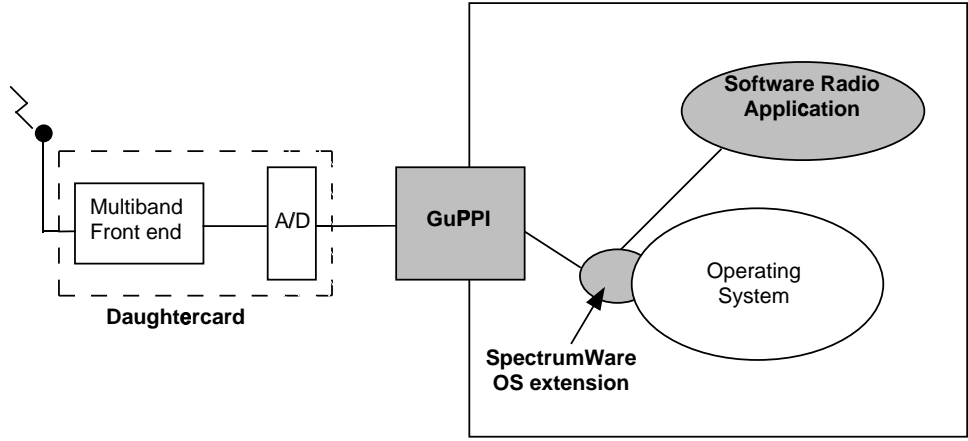 Software Radio
Application
Multiband
Front end
A/D
GuPPI
Operating
System
Daughtercard
SpectrumWare
OS extension